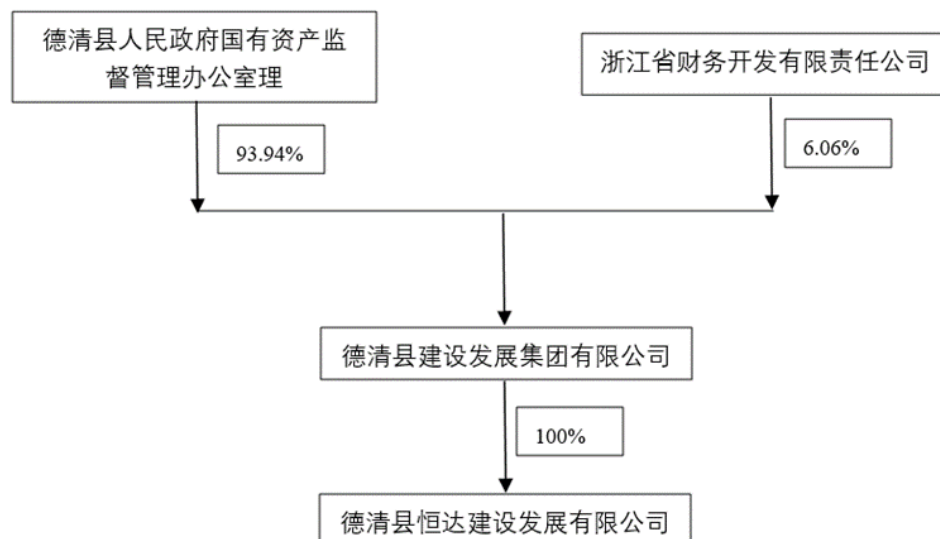 德清县人民政府国有资产监
督管理办公室理
浙江省财务开发有限责任公司
93.94%
6.06%
德清县建设发展集团有限公司
100%
德清县恒达建设发展有限公司